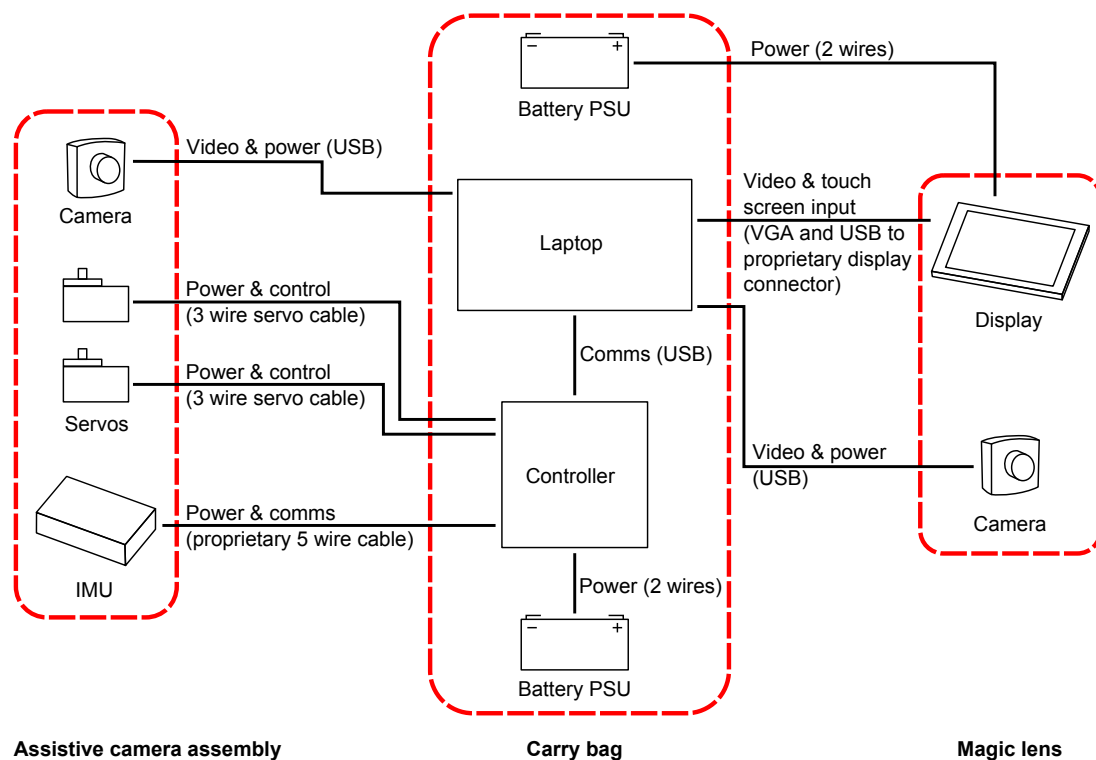 − +
Battery PSU
Power (2 wires)
Video & power (USB)
Camera
Laptop
Video & touch
screen input
(VGA and USB to
proprietary display
connector)
Display
Power & control
(3 wire servo cable)
Power & control
(3 wire servo cable)
Servos
Comms (USB)
Controller
Video & power
(USB)
Camera
Power & comms
(proprietary 5 wire cable)
IMU
Power (2 wires)
− +
Battery PSU
Assistive camera assembly
Carry bag
Magic lens